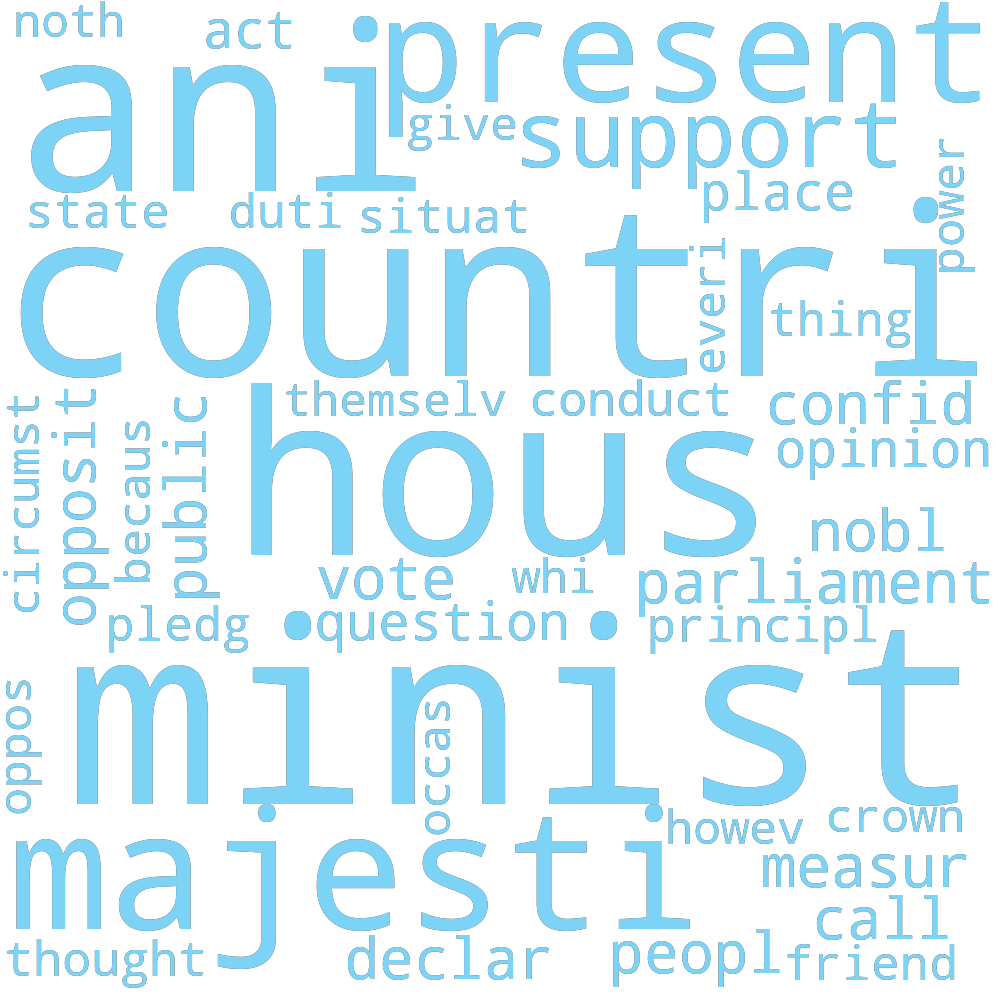 noth
act
present
ani
give
support
place
power
state
duti
situat
countri
everi
thing
themselv
conduct
confid
circumst
opposit
becaus
public
hous
opinion
nobl
vote
whi
parliament
pledg
question
principl
minist
oppos
occas
majesti
howev
crown
measur
call
thought
declar
peopl
friend